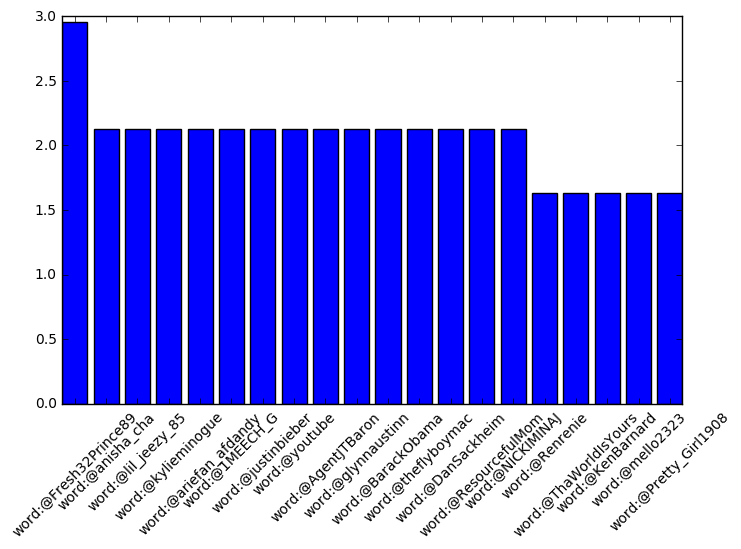 3.0
2.5
2.0
1.5
1.0
0.5
0.0
word:@Fresh32Prince89
word:@anisha_cha
word:@lil_jeezy_85
word:@kylieminogue
word:@ariefan_afdandy
word:@1MEECH_G
word:@justinbieber
word:@youtube
word:@AgentJTBaron
word:@glynnaustinn
word:@BarackObama
word:@theflyboymac
word:@DanSackheim
word:@ResourcefulMom
word:@NICKIMINAJ
word:@Renrenie
word:@ThaWorldIsYours
word:@KenBarnard
word:@mello2323
word:@Pretty_Girl1908